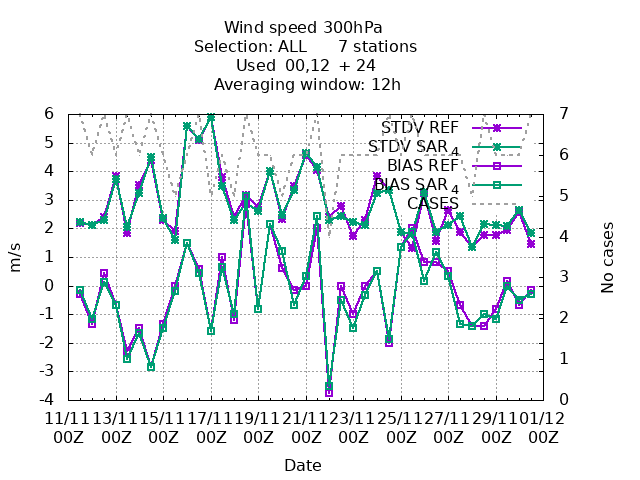 Wind speed 300hPa
Selection: ALL 7 stations
Used 00,12 + 24
Averaging window: 12h
STDV REF
STDV SAR 4
BIAS REF
BIAS SAR 4
CASES
m/s
6
5
4
3
2
1
0
-1
-2
-3
-4
No cases
7
6
5
4
3
2
1
0
11/11 13/11 15/11 17/11 19/11 21/11 23/11 25/11 27/11 29/11 01/12
00Z 00Z 00Z 00Z 00Z 00Z 00Z 00Z 00Z 00Z 00Z
Date